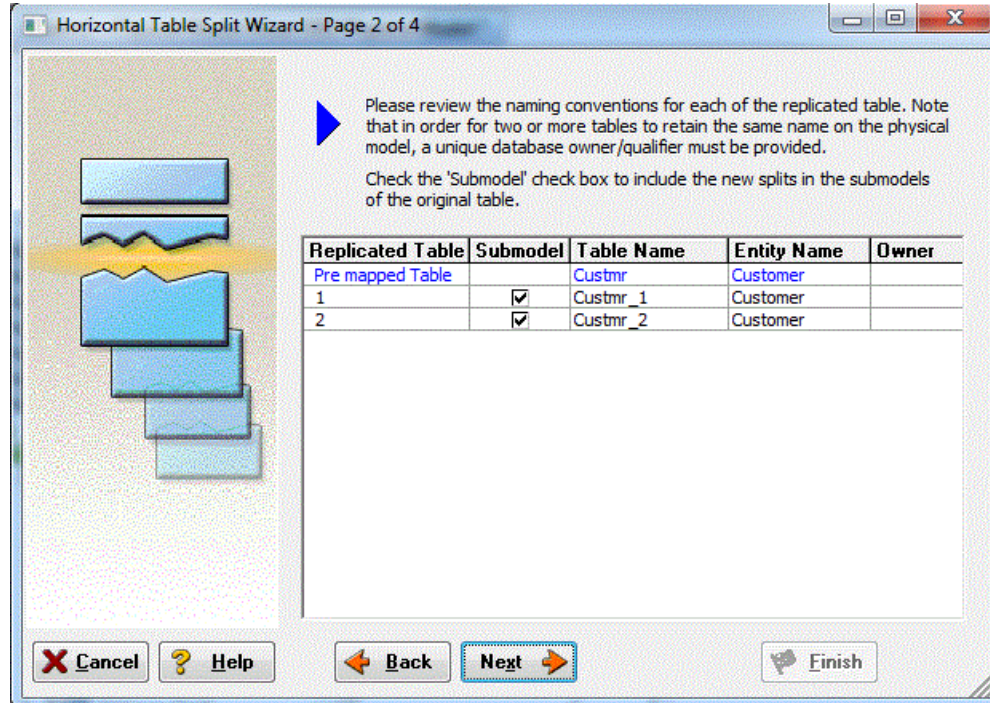 Horizontal Table Split Wizard - Page 2 of 4
Please review the naming conventions for each of the replicated table. Note
that in order for two or more tables to retain the same name on the physical
model, a unique database owner/qualifier must be provided.
Check the 'Submodel' check box to include the new splits in the submodels
of the original table.
Replicated Table Submodel Table Name Entity Name Owner
Pre mapped Table Custmr Customer
1 Custmr_1 Customer
2 Custmr_2 Customer
Cancel Help Back Next Finish